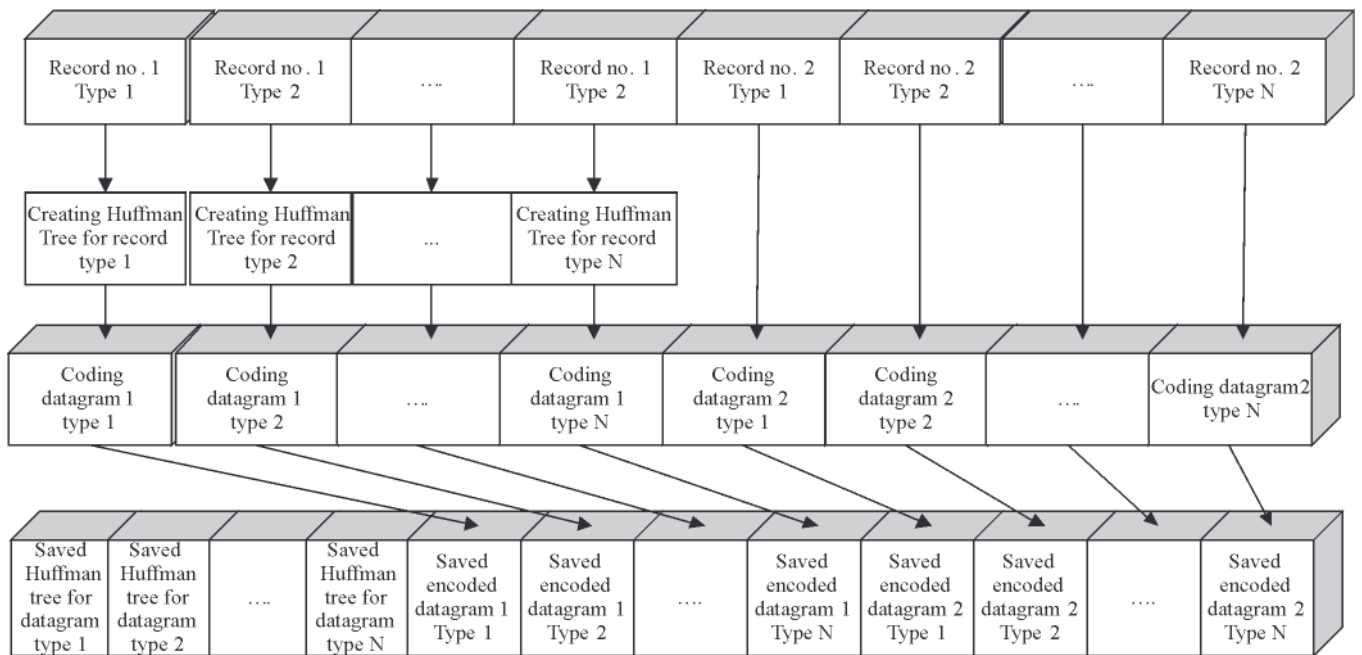 Record no. 1
Type 1
Record no. 1
Type 2
....
Record no. 1
Type 2
Record no. 2
Type 1
Record no. 2
Type 2
....
Record no. 2
Type N
Creating Huffman
Tree for record
type 1
Creating Huffman
Tree for record
type 2
...
Creating Huffman
Tree for record
type N
Coding
datagram 1
type 1
Coding
datagram 1
type 2
....
Coding
datagram 1
type N
Coding
datagram 2
type 1
Coding
datagram 2
type 2
....
Coding datagram2
type N
Saved
Huffman
tree for
datagram
type 1
Saved
Huffman
tree for
datagram
type 2
....
Saved
Huffman
tree for
datagram
type N
Saved
encoded
datagram 1
Type 1
Saved
encoded
datagram 1
Type 2
....
Saved
encoded
datagram 1
Type N
Saved
encoded
datagram 2
Type 1
Saved
encoded
datagram 2
Type 2
....
Saved
encoded
datagram 2
Type N